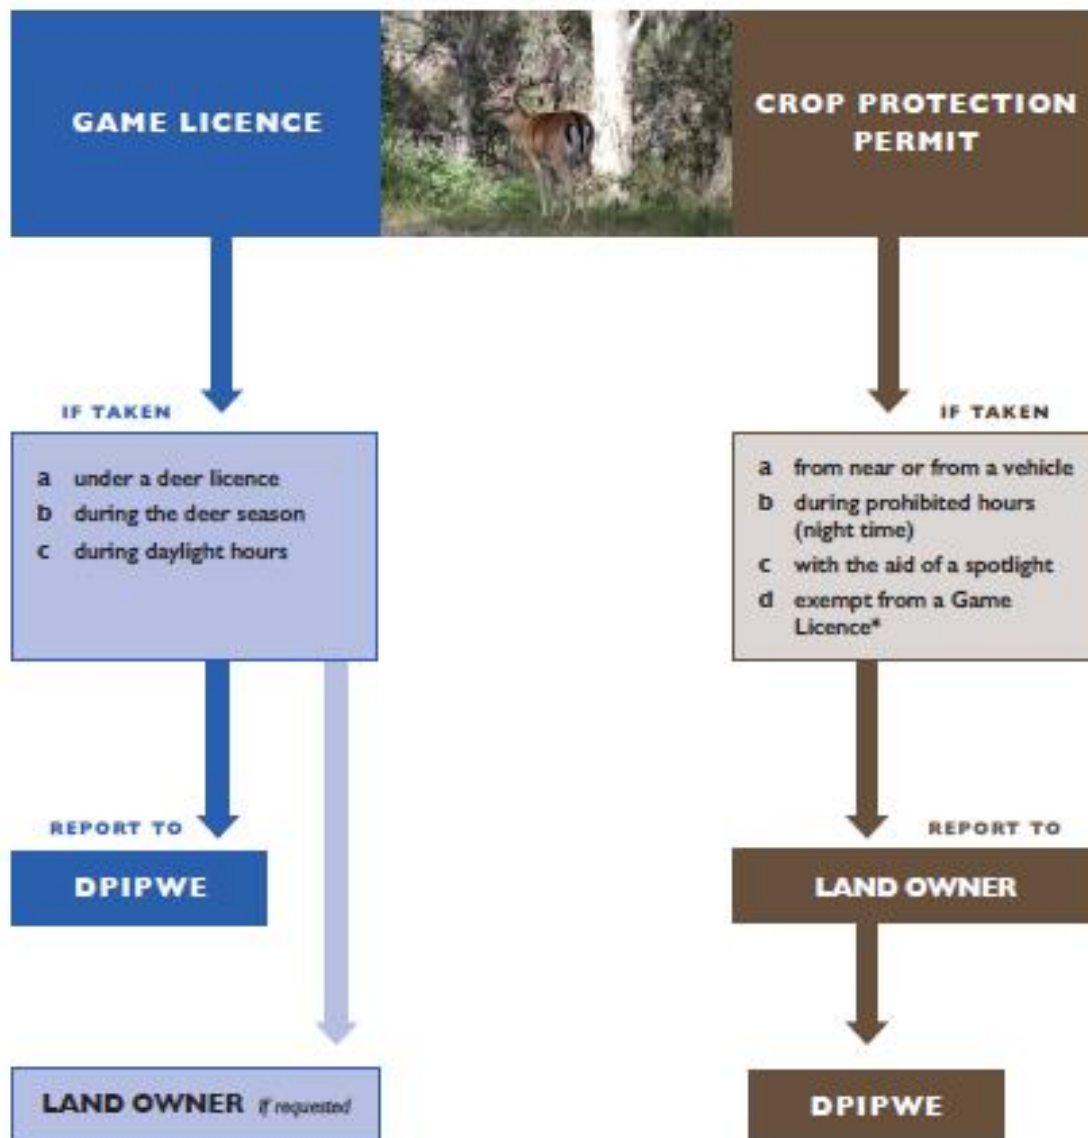 GAME LICENCE
CROP PROTECTION
PERMIT
IF TAKEN
a under a deer licence
b during the deer season
c during daylight hours
REPORT TO
DPIPWE
LAND OWNER if requested
IF TAKEN
a from near or from a vehicle
b during prohibited hours
(night time)
c with the aid of a spotlight
d exempt from a Game
Licence*
REPORT TO
LAND OWNER
DPIPWE